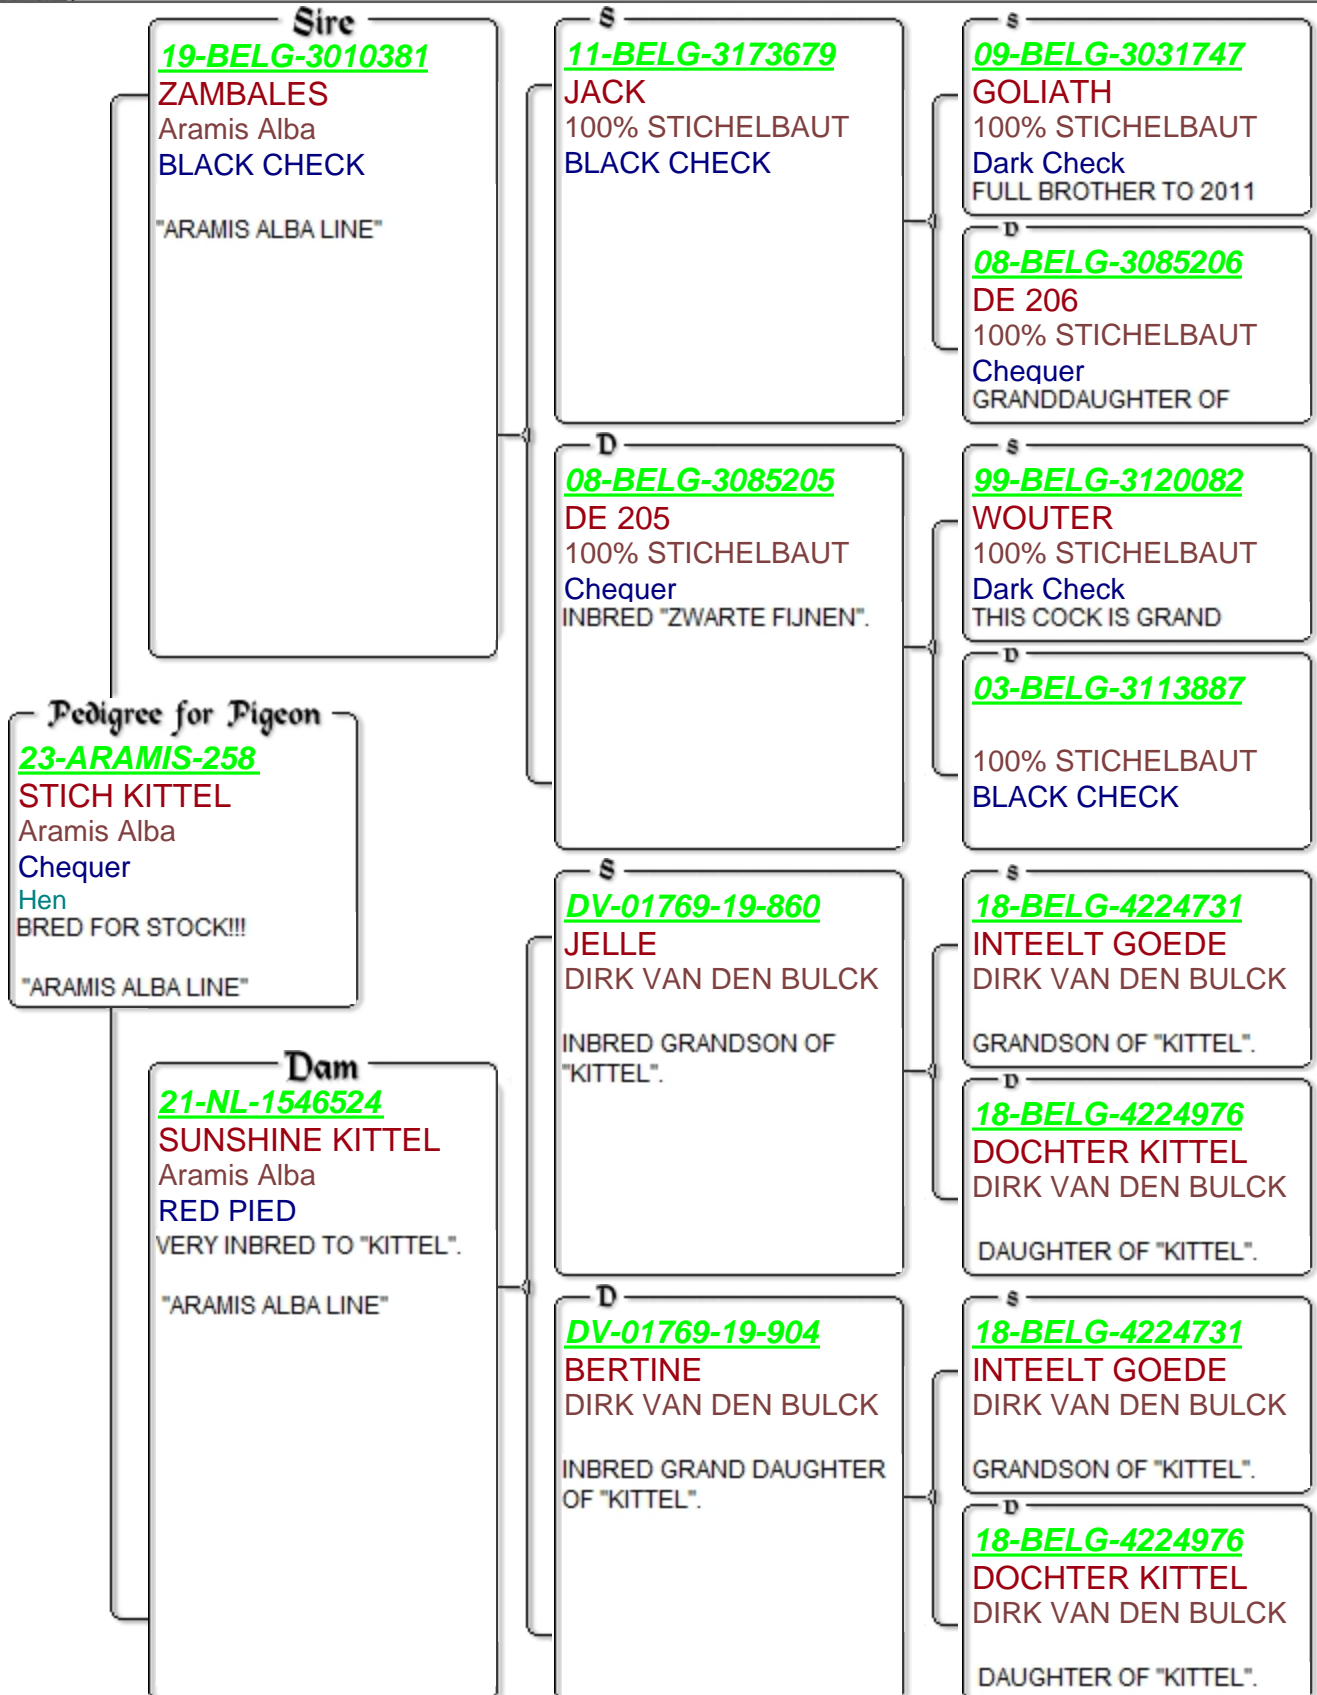 Sire
19-BELG-3010381
ZAMBALES
Aramis Alba
BLACK CHECK
"ARAMIS ALBA LINE"
S
11-BELG-3173679
JACK
100% STICHELBAUT
BLACK CHECK
S
09-BELG-3031747
GOLIATH
100% STICHELBAUT
Dark Check
FULL BROTHER TO 2011
D
08-BELG-3085206
DE 206
100% STICHELBAUT
Chequer
GRANDDAUGHTER OF
D
08-BELG-3085205
DE 205
100% STICHELBAUT
Chequer
INBRED "ZWARTE FIJNEN".
S
99-BELG-3120082
WOUTER
100% STICHELBAUT
Dark Check
THIS COCK IS GRAND
D
03-BELG-3113887
100% STICHELBAUT
BLACK CHECK
Pedigree for Pigeon
23-ARAMIS-258
STICH KITTEL
Aramis Alba
Chequer
Hen
BRED FOR STOCK!!!
"ARAMIS ALBA LINE"
Dam
21-NL-1546524
SUNSHINE KITTEL
Aramis Alba
RED PIED
VERY INBRED TO "KITTEL".
"ARAMIS ALBA LINE"
S
DV-01769-19-860
JELLE
DIRK VAN DEN BULCK
INBRED GRANDSON OF
"KITTEL".
S
18-BELG-4224731
INTEELT GOEDE
DIRK VAN DEN BULCK
GRANDSON OF "KITTEL".
D
18-BELG-4224976
DOCHTER KITTEL
DIRK VAN DEN BULCK
DAUGHTER OF "KITTEL".
D
DV-01769-19-904
BERTINE
DIRK VAN DEN BULCK
INBRED GRAND DAUGHTER
OF "KITTEL".
S
18-BELG-4224731
INTEELT GOEDE
DIRK VAN DEN BULCK
GRANDSON OF "KITTEL".
D
18-BELG-4224976
DOCHTER KITTEL
DIRK VAN DEN BULCK
DAUGHTER OF "KITTEL".